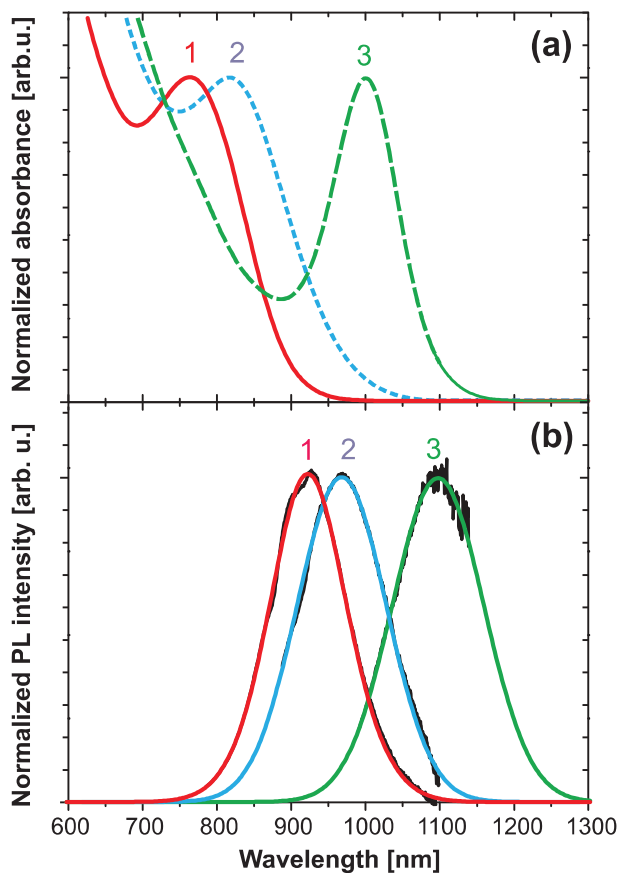 Normalized absorbance [arb.u.]
1 2 3 (a)
Normalized PL intensity [arb. u.]
1 2 3 (b)
600 700 800 900 1000 1100 1200 1300
Wavelength [nm]